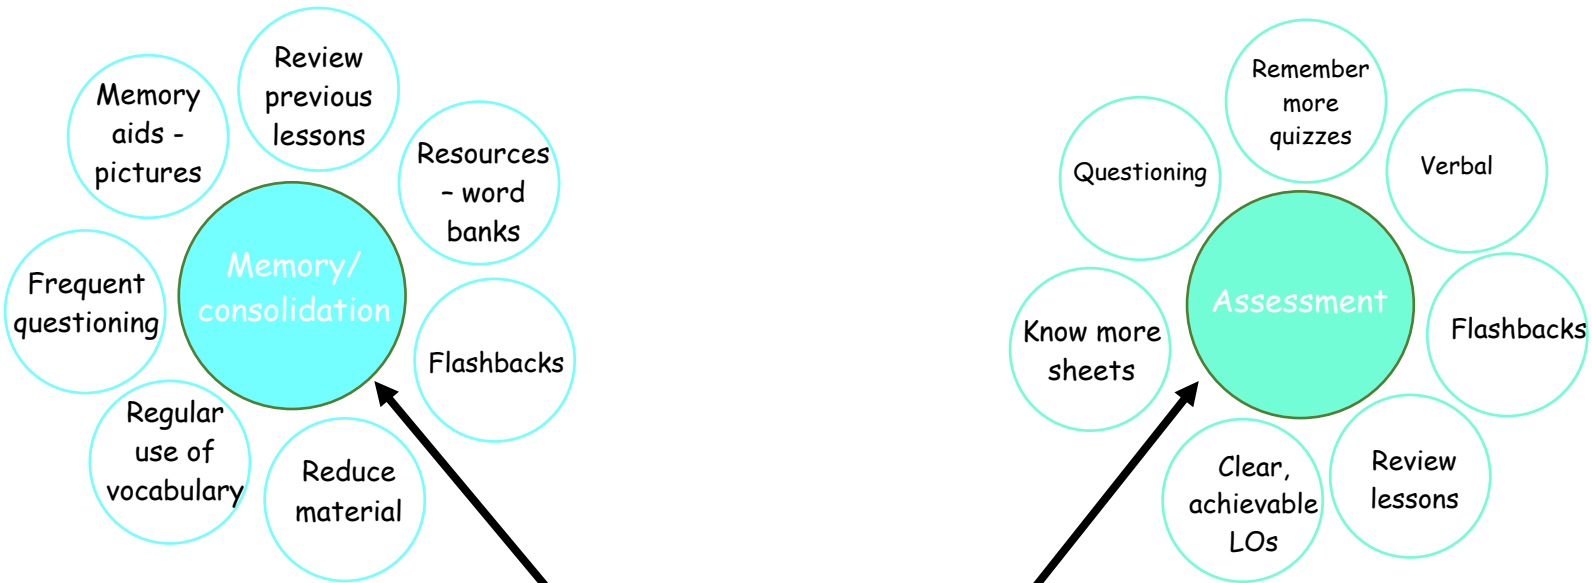 Memory/
consolidation
Review
previous
lessons
Resources
– word
banks
Flashbacks
Reduce
material
Regular
use of
vocabulary
Frequent
questioning
Memory
aids -
pictures
Assessment
Remember
more
quizzes
Verbal
Flashbacks
Review
lessons
Clear,
achievable
LOs
Know more
sheets
Questioning